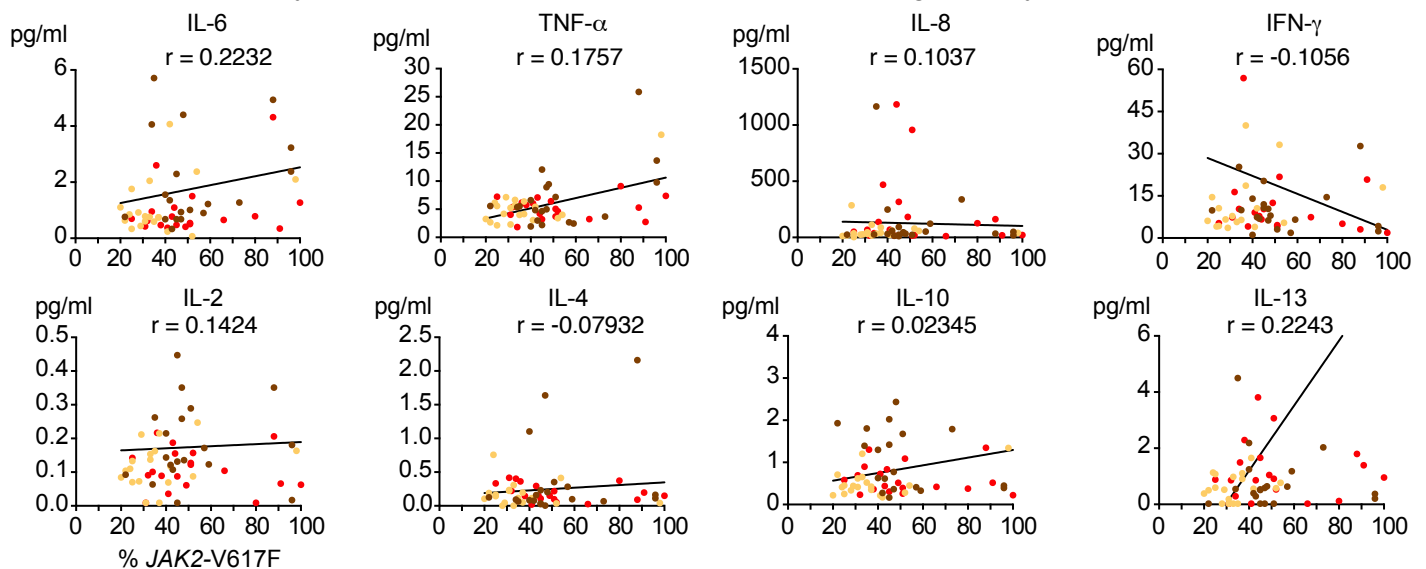 IL-6
pg/ml
r = 0.2232
6
4
2
0
0 20 40 60 80 100
TNF-α
pg/ml
r = 0.1757
30
25
20
15
10
5
0
0 20 40 60 80 100
IL-8
pg/ml
r = 0.1037
1500
1000
500
0
0 20 40 60 80 100
IFN-γ
pg/ml
r = -0.1056
60
45
30
15
0
0 20 40 60 80 100
IL-2
pg/ml
r = 0.1424
0.5
0.4
0.3
0.2
0.1
0.0
0 20 40 60 80 100
% JAK2-V617F
IL-4
pg/ml
r = -0.07932
2.5
2.0
1.5
1.0
0.5
0.0
0 20 40 60 80 100
IL-10
pg/ml
r = 0.02345
4
3
2
1
0
0 20 40 60 80 100
IL-13
pg/ml
r = 0.2243
6
4
2
0
0 20 40 60 80 100